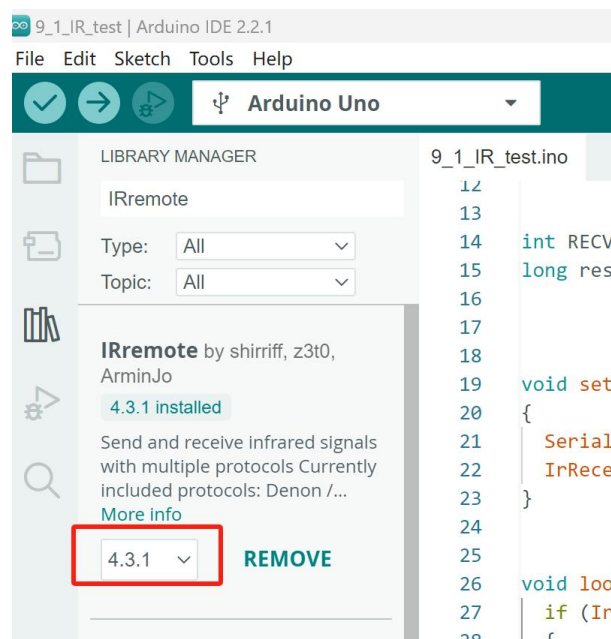 9_1_IR_test | Arduino IDE 2.2.1
File Edit Sketch Tools Help
Arduino Uno
LIBRARY MANAGER
IRremote
Type: All
Topic: All
IRremote by shirriff, z3t0,
ArminJo
4.3.1 installed
Send and receive infrared signals
with multiple protocols Currently
included protocols: Denon /...
More info
4.3.1
REMOVE
9_1_IR_test.ino
12
13
14 int RECV
15 long res
16
17
18
19 void set
20 {
21 Serial
22 IrRece
23 }
24
25
26 void loo
27 if (Ir
28 {